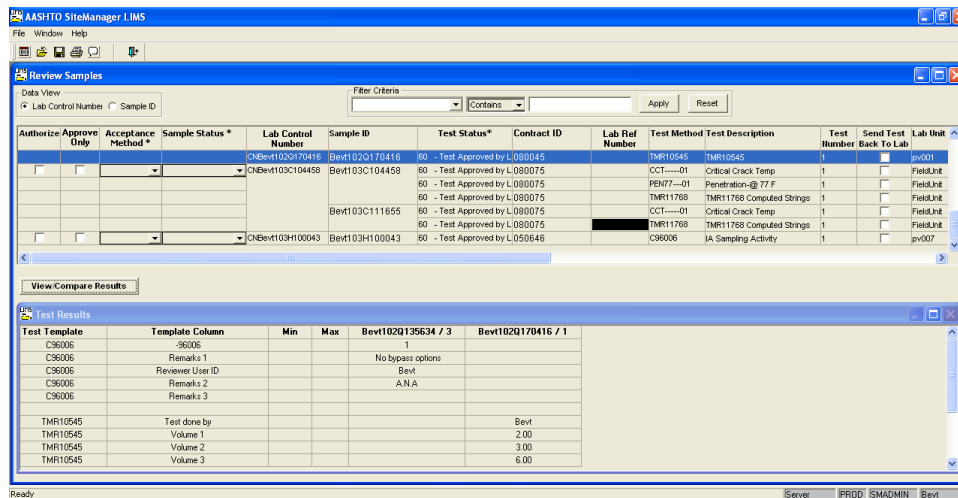 AASHTO SiteManager LIMS
File Window Help
Review Samples
Data View
Lab Control Number Sample ID
Filter Criteria
Contains Apply Reset
Authorize Approve Only Acceptance Method * Sample Status * Lab Control Number Sample ID Test Status* Contract ID Lab Ref Number Test Method Test Description Test Number Send Test Back To Lab Lab Unit
CNBevt102Q170416 Bevt102Q170416 60 - Test Approved by L 080045 TMR10545 TMR10545 1 pv001
CNBevt103C104458 Bevt103C104458 60 - Test Approved by L 080075 CCT-----01 Critical Crack Temp 1 FieldUnit
60 - Test Approved by L 080075 PEN77---01 Penetration-@ 77 F 1 FieldUnit
60 - Test Approved by L 080075 TMR11768 TMR11768 Computed Strings 1 FieldUnit
Bevt103C111655 60 - Test Approved by L 080075 CCT-----01 Critical Crack Temp 1 FieldUnit
60 - Test Approved by L 080075 TMR11768 TMR11768 Computed Strings 1 FieldUnit
CNBevt103H100043 Bevt103H100043 60 - Test Approved by L 050646 C96006 IA Sampling Activity 1 pv007
View/Compare Results
Test Results
Test Template Template Column Min Max Bevt102Q135634 / 3 Bevt102Q170416 / 1
C96006 -96006 1
C96006 Remarks 1 No bypass options
C96006 Reviewer User ID Bevt
C96006 Remarks 2 A.N.A
C96006 Remarks 3
TMR10545 Test done by Bevt
TMR10545 Volume 1 2.00
TMR10545 Volume 2 3.00
TMR10545 Volume 3 6.00
Ready Server PROD SMADMIN Bevt